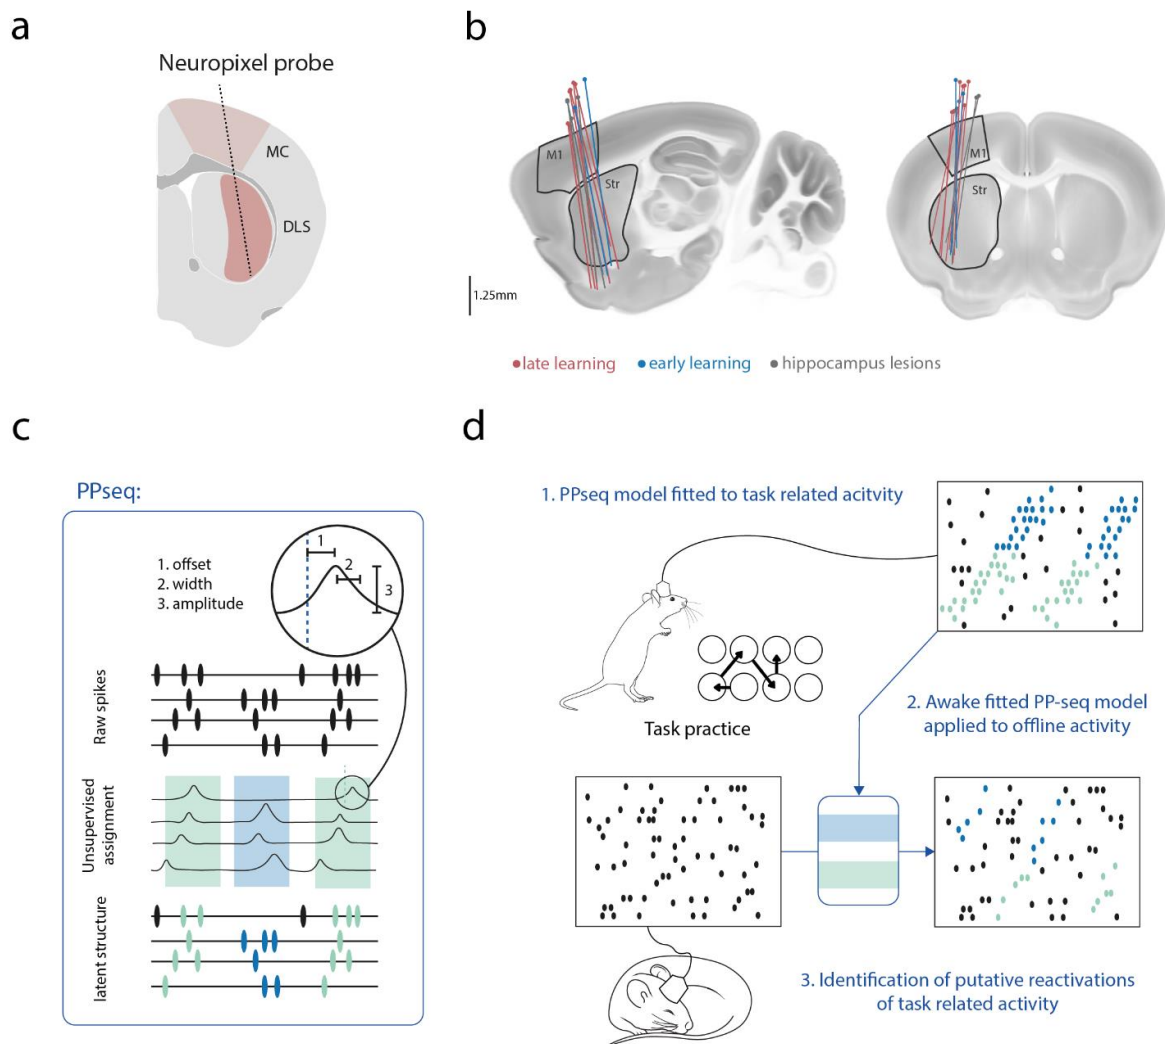 a
Neuropixel probe
MC
DLS
b
M1
Str
M1
Str
1.25mm
late learning
early learning
hippocampus lesions
c
PPseq:
1. offset
2. width
3. amplitude
1
2
3
Raw spikes
Unsupervised
assignment
latent structure
d
1. PPseq model fitted to task related acitvity
Task practice
2. Awake fitted PP-seq model
applied to offline activity
3. Identification of putative reactivations
of task related activity